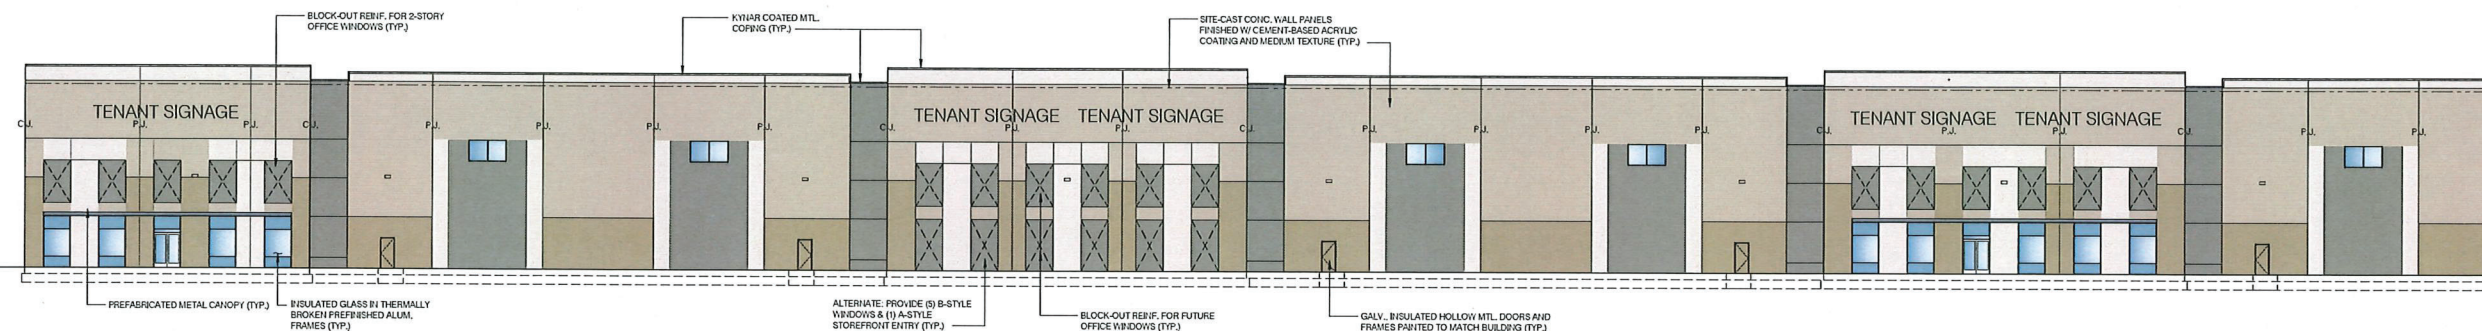 BLOCK-OUT REINF. FOR 2-STORY
OFFICE WINDOWS (TYP.)
KYNAR COATED MTL.
COPING (TYP.)
SITE-CAST CONC. WALL PANELS
FINISHED W/ CEMENT-BASED ACRYLIC
COATING AND MEDIUM TEXTURE (TYP.)
TENANT SIGNAGE
TENANT SIGNAGE TENANT SIGNAGE
TENANT SIGNAGE TENANT SIGNAGE
C.J. P.J. P.J. C.J. P.J. P.J. P.J. P.J. C.J. P.J. P.J. C.J. P.J. P.J. P.J. P.J. C.J. P.J. P.J. C.J. P.J. P.J.
PREFABRICATED METAL CANOPY (TYP.)
INSULATED GLASS IN THERMALLY
BROKEN PREFINISHED ALUM.
FRAMES (TYP.)
ALTERNATE: PROVIDE (5) B-STYLE
WINDOWS & (1) A-STYLE
STOREFRONT ENTRY (TYP.)
BLOCK-OUT REINF. FOR FUTURE
OFFICE WINDOWS (TYP.)
GALV., INSULATED HOLLOW MTL. DOORS AND
FRAMES PAINTED TO MATCH BUILDING (TYP.)